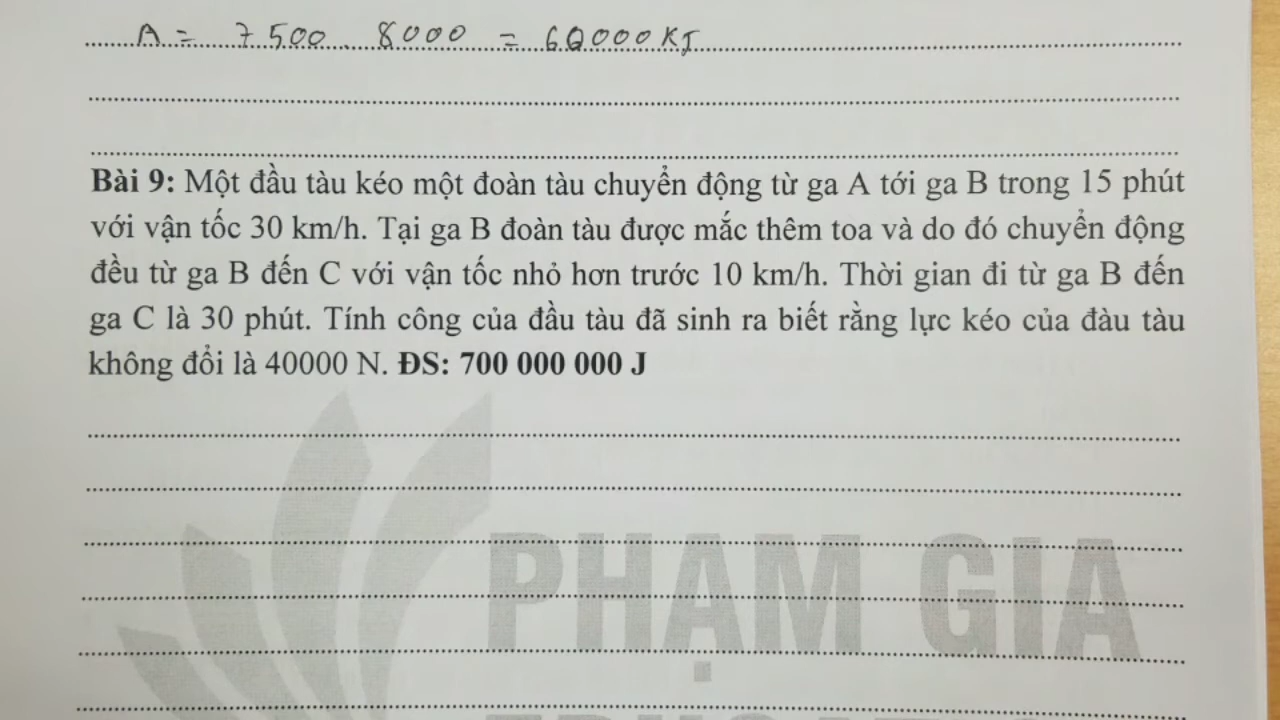 A = 7 500 . 8000 = 60000 KJ
Bài 9: Một đầu tàu kéo một đoàn tàu chuyển động từ ga A tới ga B trong 15 phút
với vận tốc 30 km/h. Tại ga B đoàn tàu được mắc thêm toa và do đó chuyển động
đều từ ga B đến C với vận tốc nhỏ hơn trước 10 km/h. Thời gian đi từ ga B đến
ga C là 30 phút. Tính công của đầu tàu đã sinh ra biết rằng lực kéo của đàu tàu
không đổi là 40000 N. ĐS: 700 000 000 J
PHẠM GIA